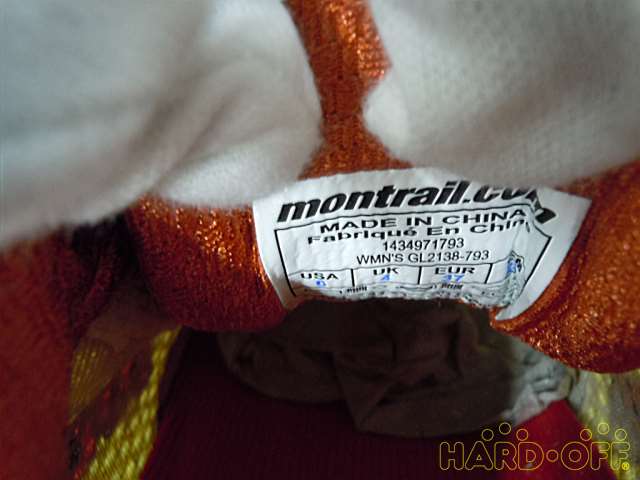 montrail.com
MADE IN CHINA
Fabriqué En Chin
1434971793
WMN'S GL2138-793
USA UK EUR
6 4 37
HARD·OFF